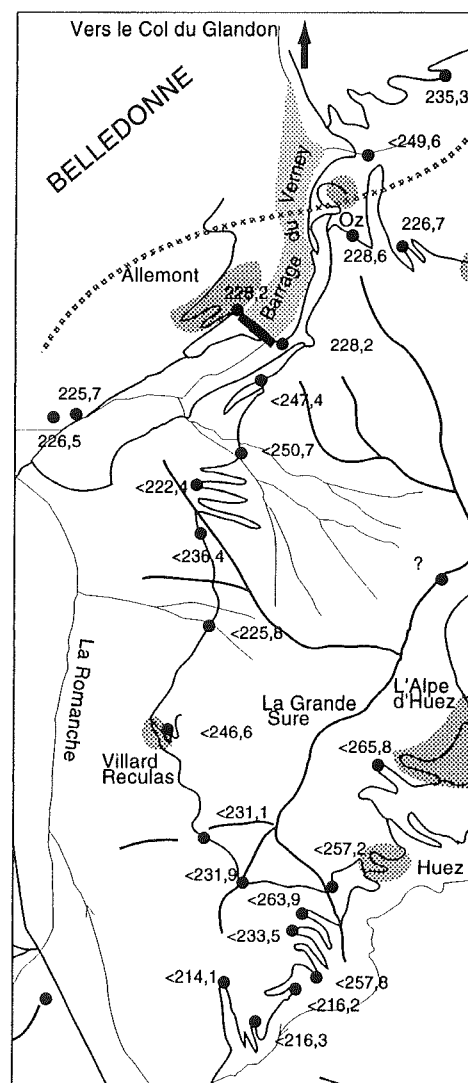 Vers le Col du Glandon
BELLEDONNE
235,3
<249,6
Barrage du Verney
Oz
226,7
228,6
Allemont
228,2
228,2
225,7
226,5
<247,4
<250,7
<222,4
<236,4
?
<225,8
La Romanche
L'Alpe
d'Huez
La Grande
Sure
<246,6
<265,8
Villard
Reculas
<231,1
<257,2
<231,9
Huez
<263,9
<233,5
<214,1
<257,8
<216,2
<216,3